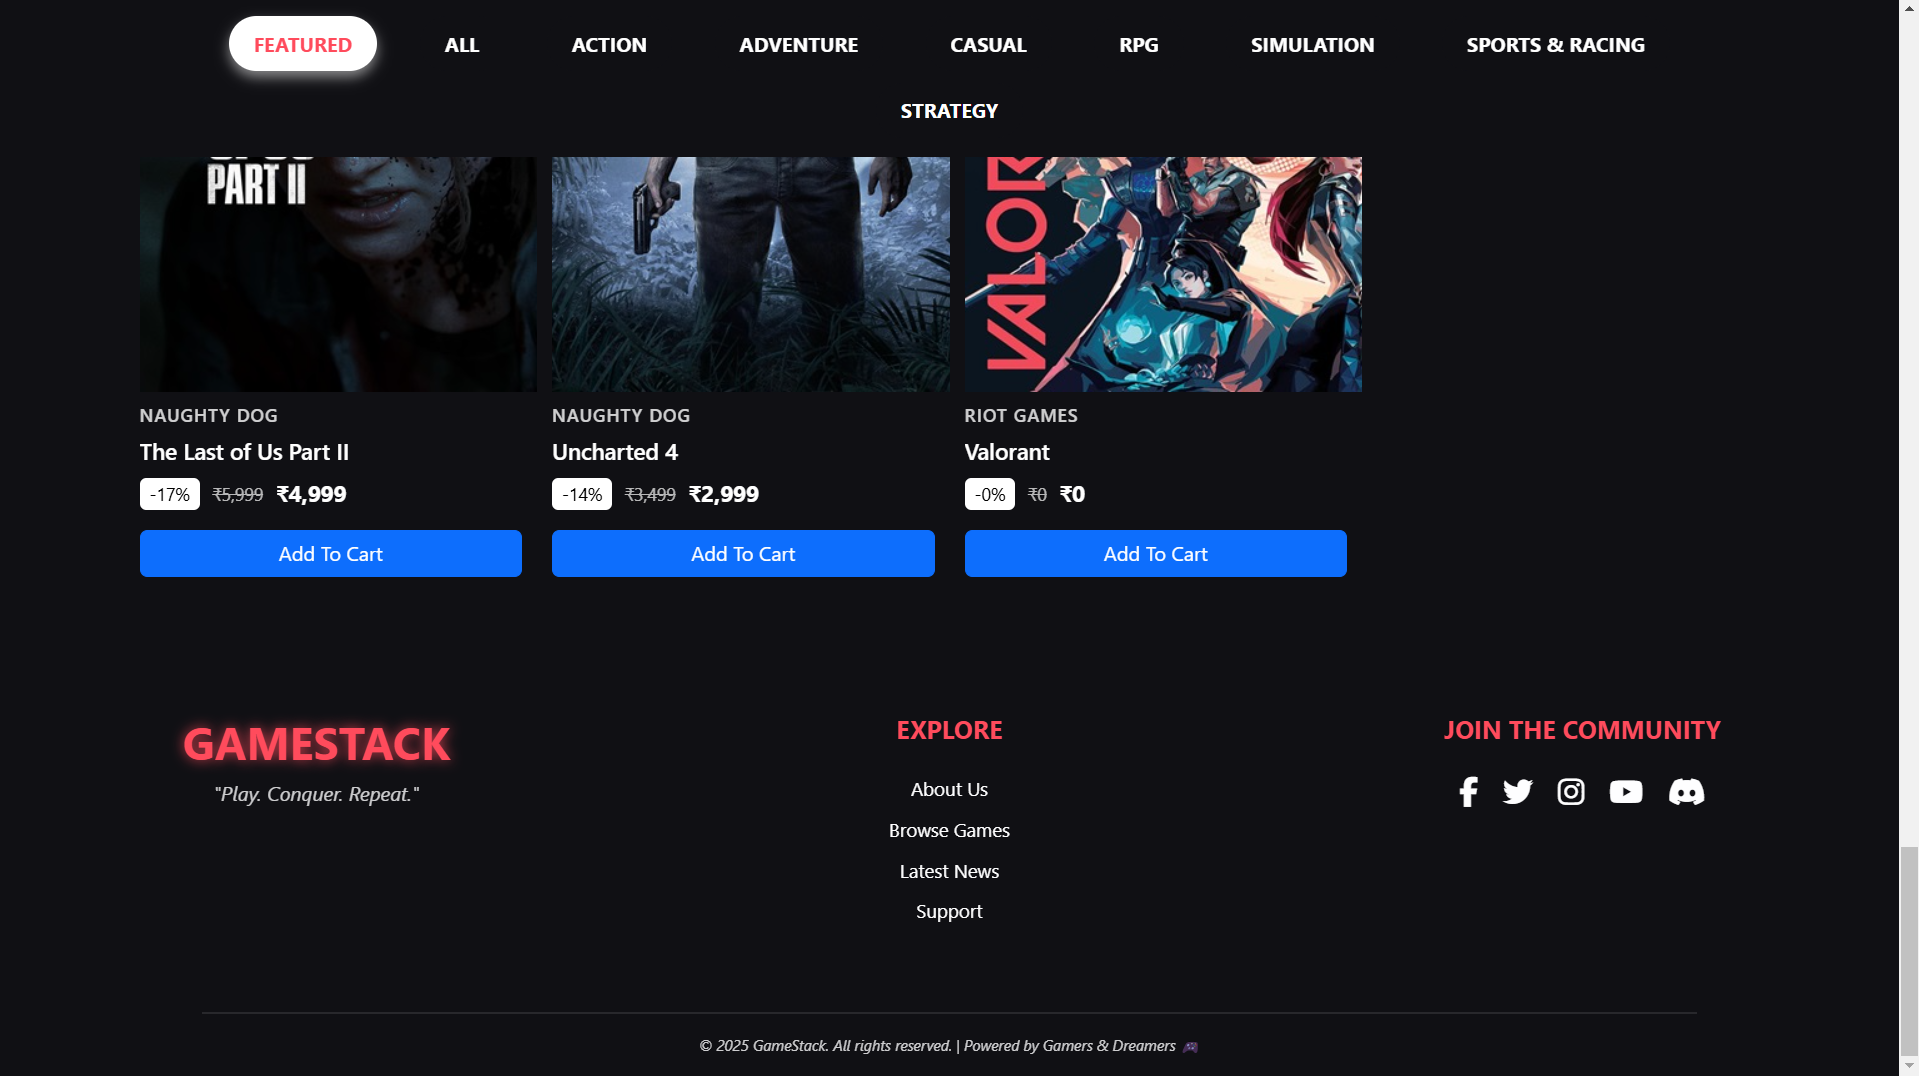 FEATURED ALL ACTION ADVENTURE CASUAL RPG SIMULATION SPORTS & RACING
STRATEGY
PART II
VALOR
NAUGHTY DOG
The Last of Us Part II
-17% ₹5,999 ₹4,999
Add To Cart
NAUGHTY DOG
Uncharted 4
-14% ₹3,499 ₹2,999
Add To Cart
RIOT GAMES
Valorant
-0% ₹0 ₹0
Add To Cart
GAMESTACK
"Play. Conquer. Repeat."
EXPLORE
About Us
Browse Games
Latest News
Support
JOIN THE COMMUNITY
© 2025 GameStack. All rights reserved. | Powered by Gamers & Dreamers 🎮